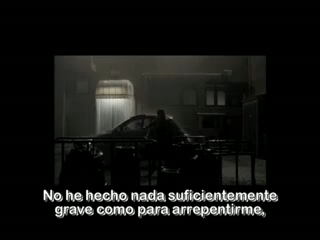 No he hecho nada suficientemente
grave como para arrepentirme,